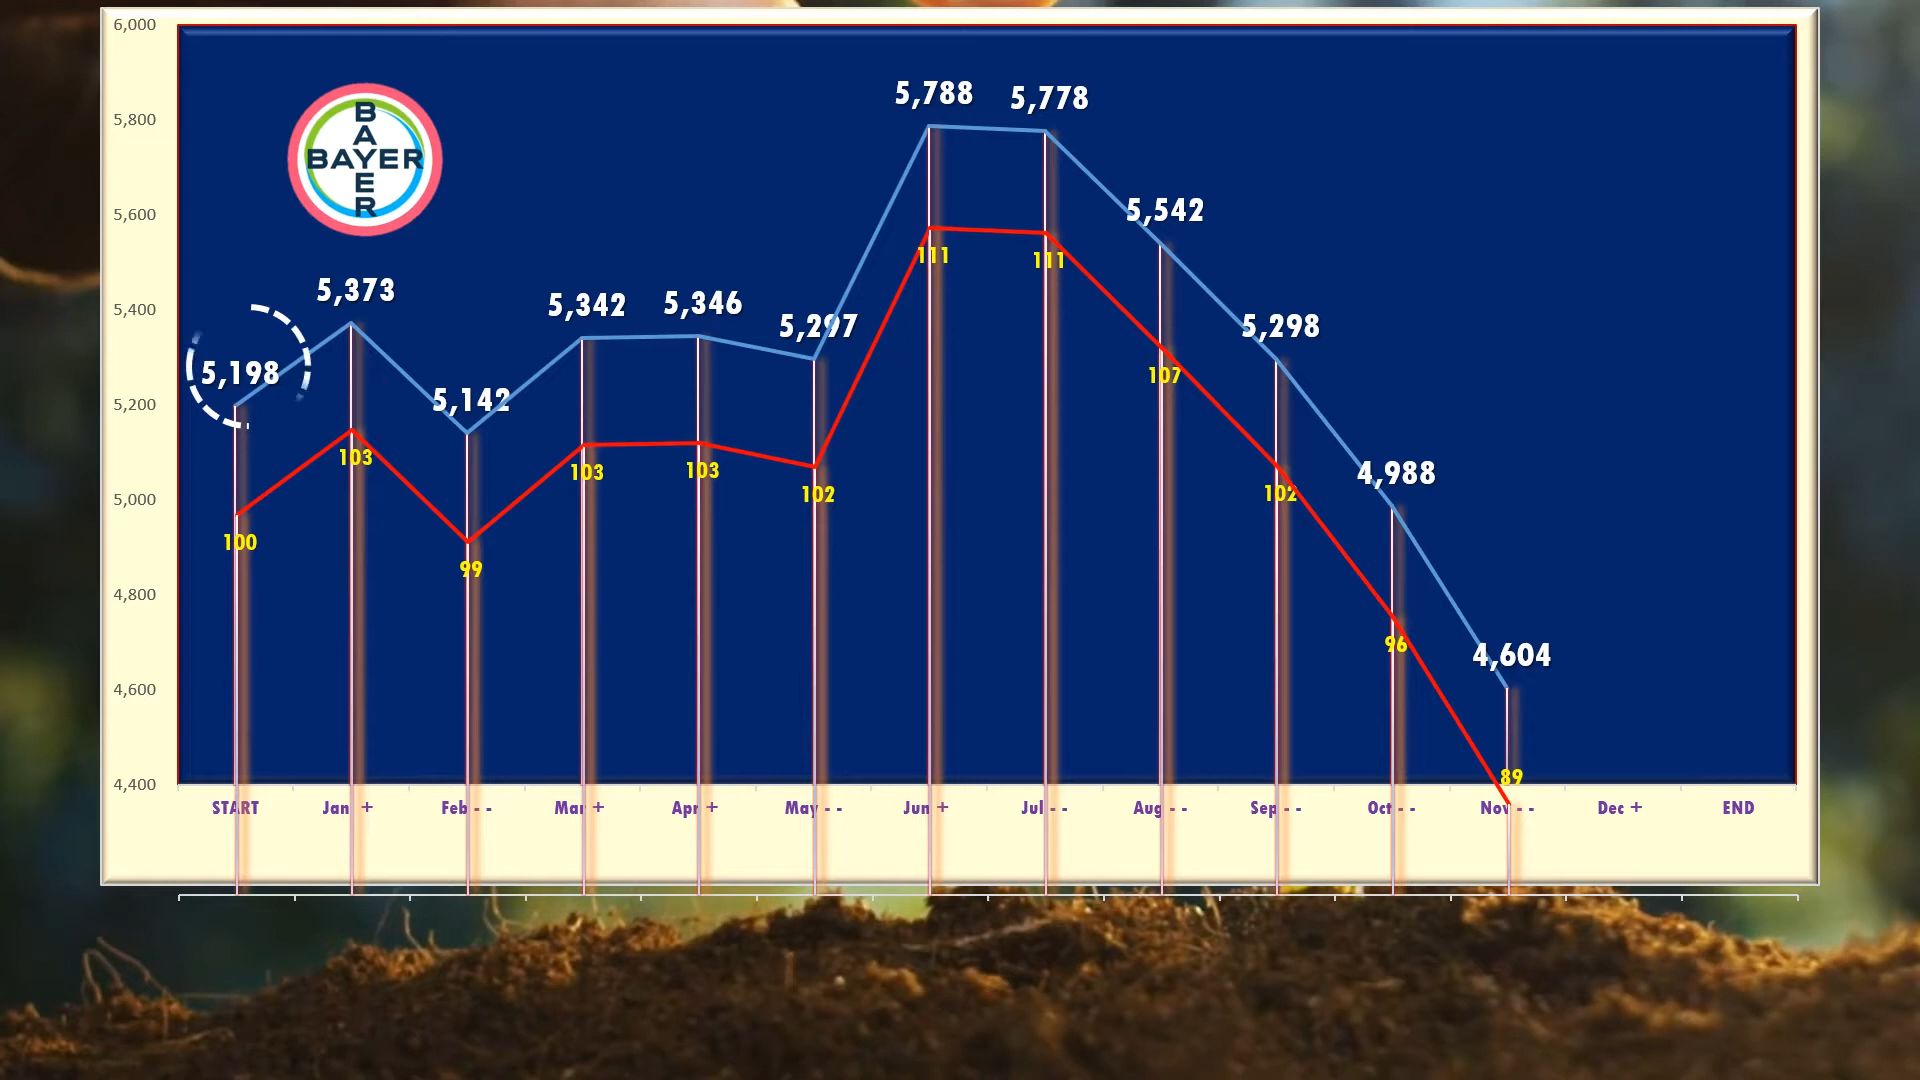 6,000
5,800
5,600
5,400
5,200
5,000
4,800
4,600
4,400
BAYER
BAYER
5,198
5,373
5,142
5,342
5,346
5,297
5,788
5,778
5,542
5,298
4,988
4,604
100
103
99
103
103
102
111
111
107
102
96
89
START
Jan +
Feb - -
Mar +
Apr +
May - -
Jun +
Jul - -
Aug - -
Sep - -
Oct - -
Nov - -
Dec +
END